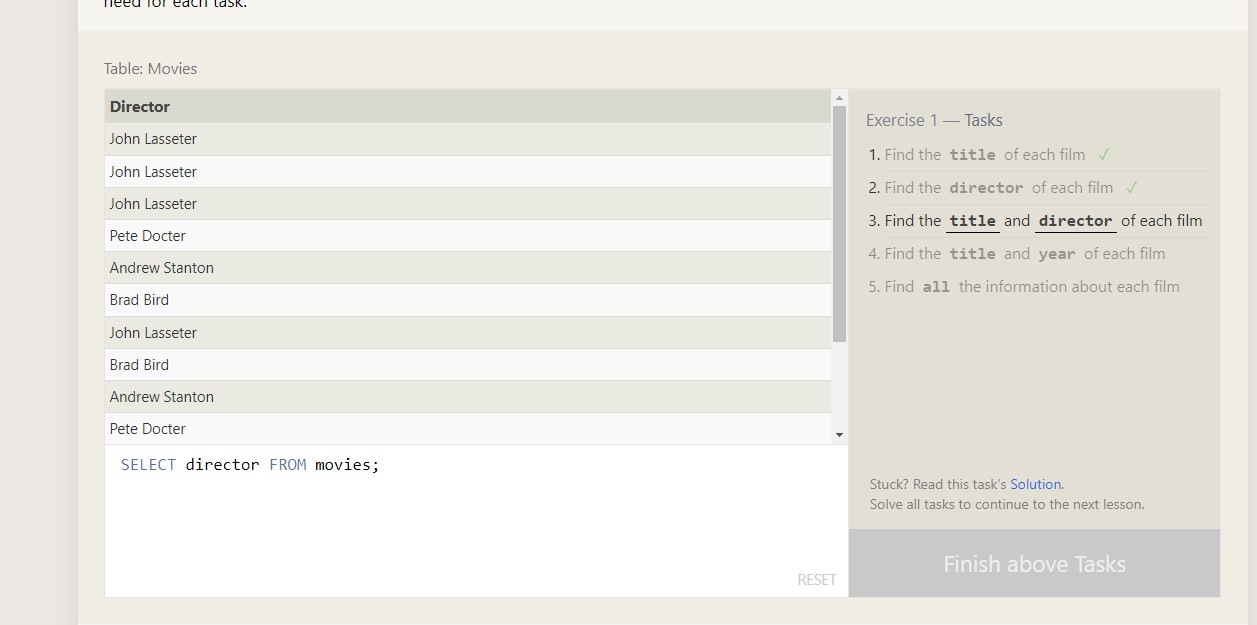 need for each task.
Table: Movies
Director
John Lasseter
John Lasseter
John Lasseter
Pete Docter
Andrew Stanton
Brad Bird
John Lasseter
Brad Bird
Andrew Stanton
Pete Docter
SELECT director FROM movies;
RESET
Exercise 1 — Tasks
1. Find the title of each film ✓
2. Find the director of each film ✓
3. Find the title and director of each film
4. Find the title and year of each film
5. Find all the information about each film
Stuck? Read this task's Solution.
Solve all tasks to continue to the next lesson.
Finish above Tasks